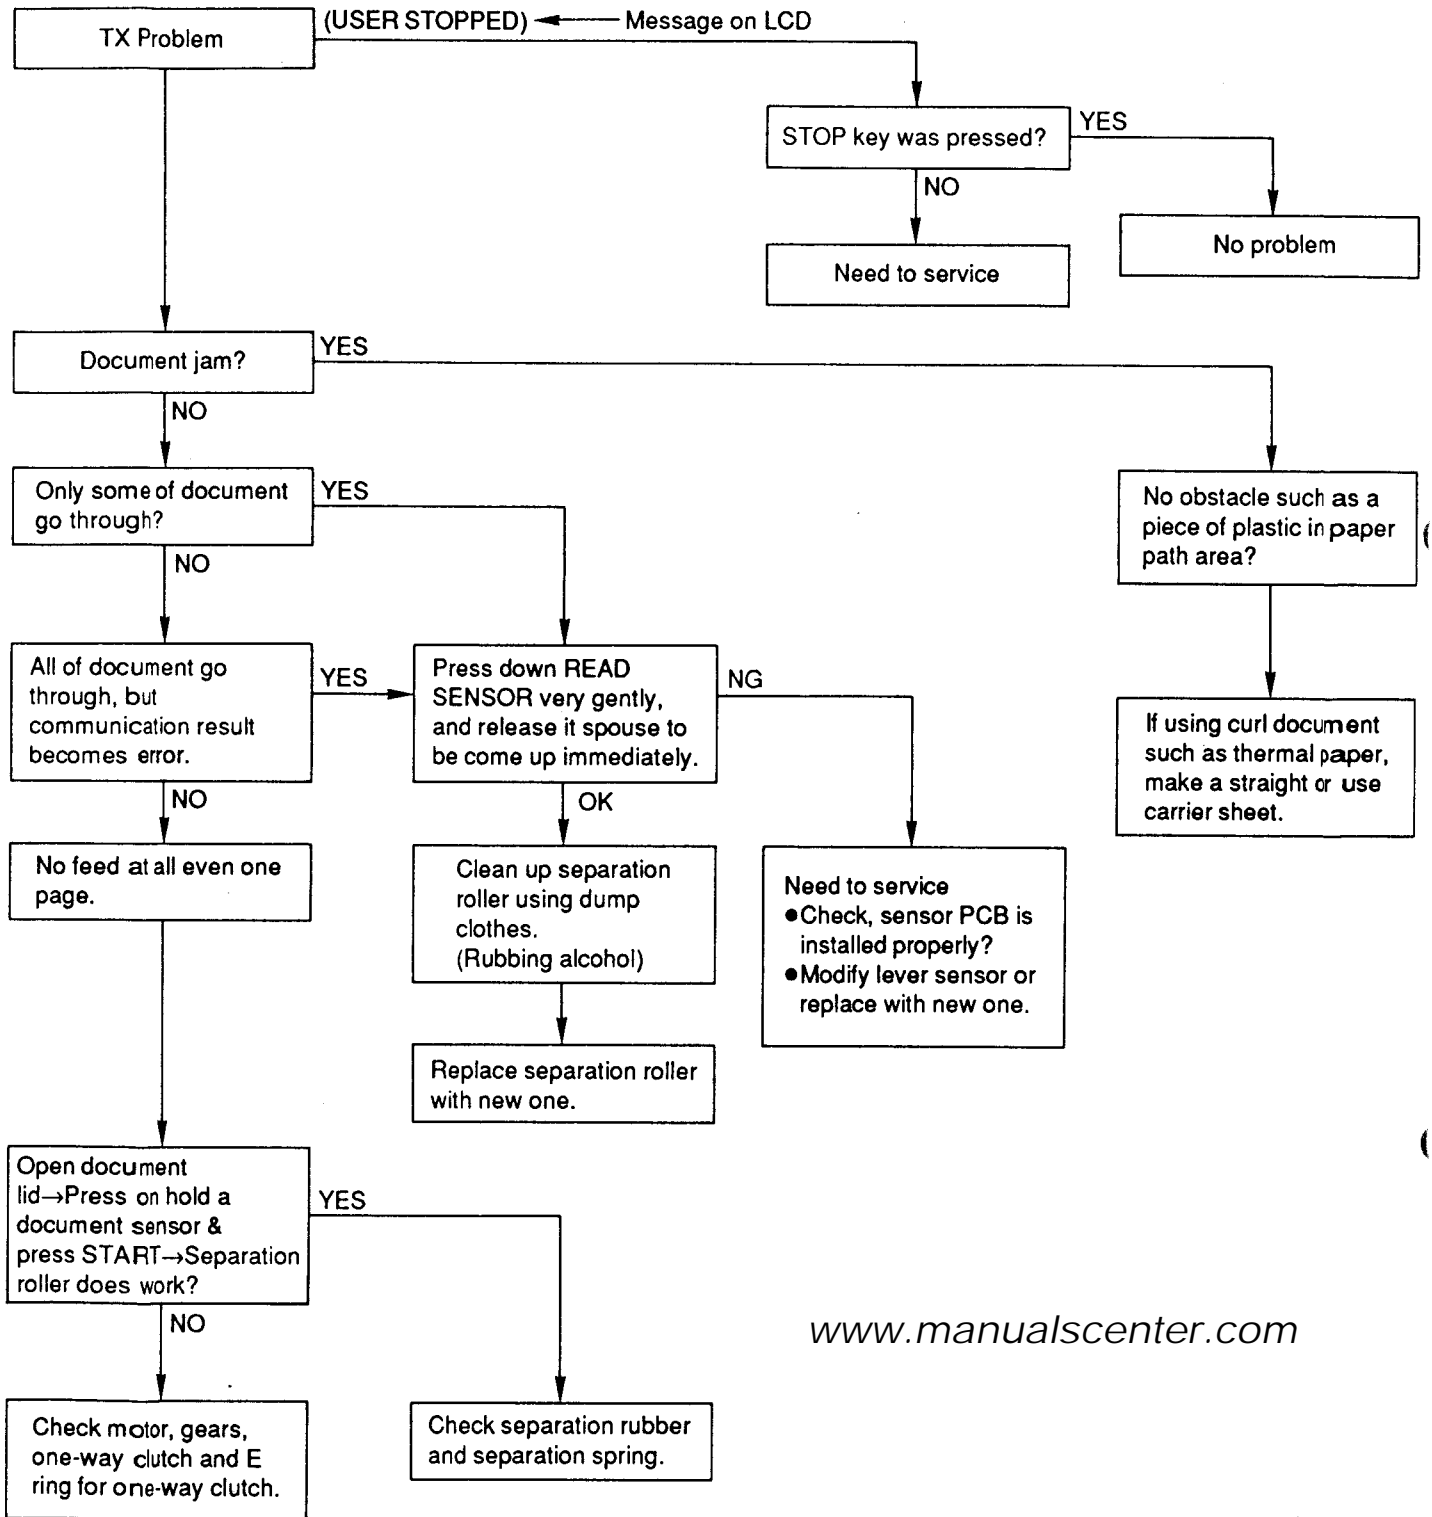 TX Problem
(USER STOPPED)
Message on LCD
STOP key was pressed?
YES
NO
No problem
Need to service
Document jam?
YES
NO
Only some of document
go through?
YES
NO
No obstacle such as a
piece of plastic in paper
path area?
All of document go
through, but
communication result
becomes error.
YES
NO
Press down READ
SENSOR very gently,
and release it spouse to
be come up immediately.
NG
OK
If using curl document
such as thermal paper,
make a straight or use
carrier sheet.
No feed at all even one
page.
Clean up separation
roller using dump
clothes.
(Rubbing alcohol)
Need to service
●Check, sensor PCB is
installed properly?
●Modify lever sensor or
replace with new one.
Replace separation roller
with new one.
Open document
lid→Press on hold a
document sensor &
press START→Separation
roller does work?
YES
NO
www.manualscenter.com
Check motor, gears,
one-way clutch and E
ring for one-way clutch.
Check separation rubber
and separation spring.